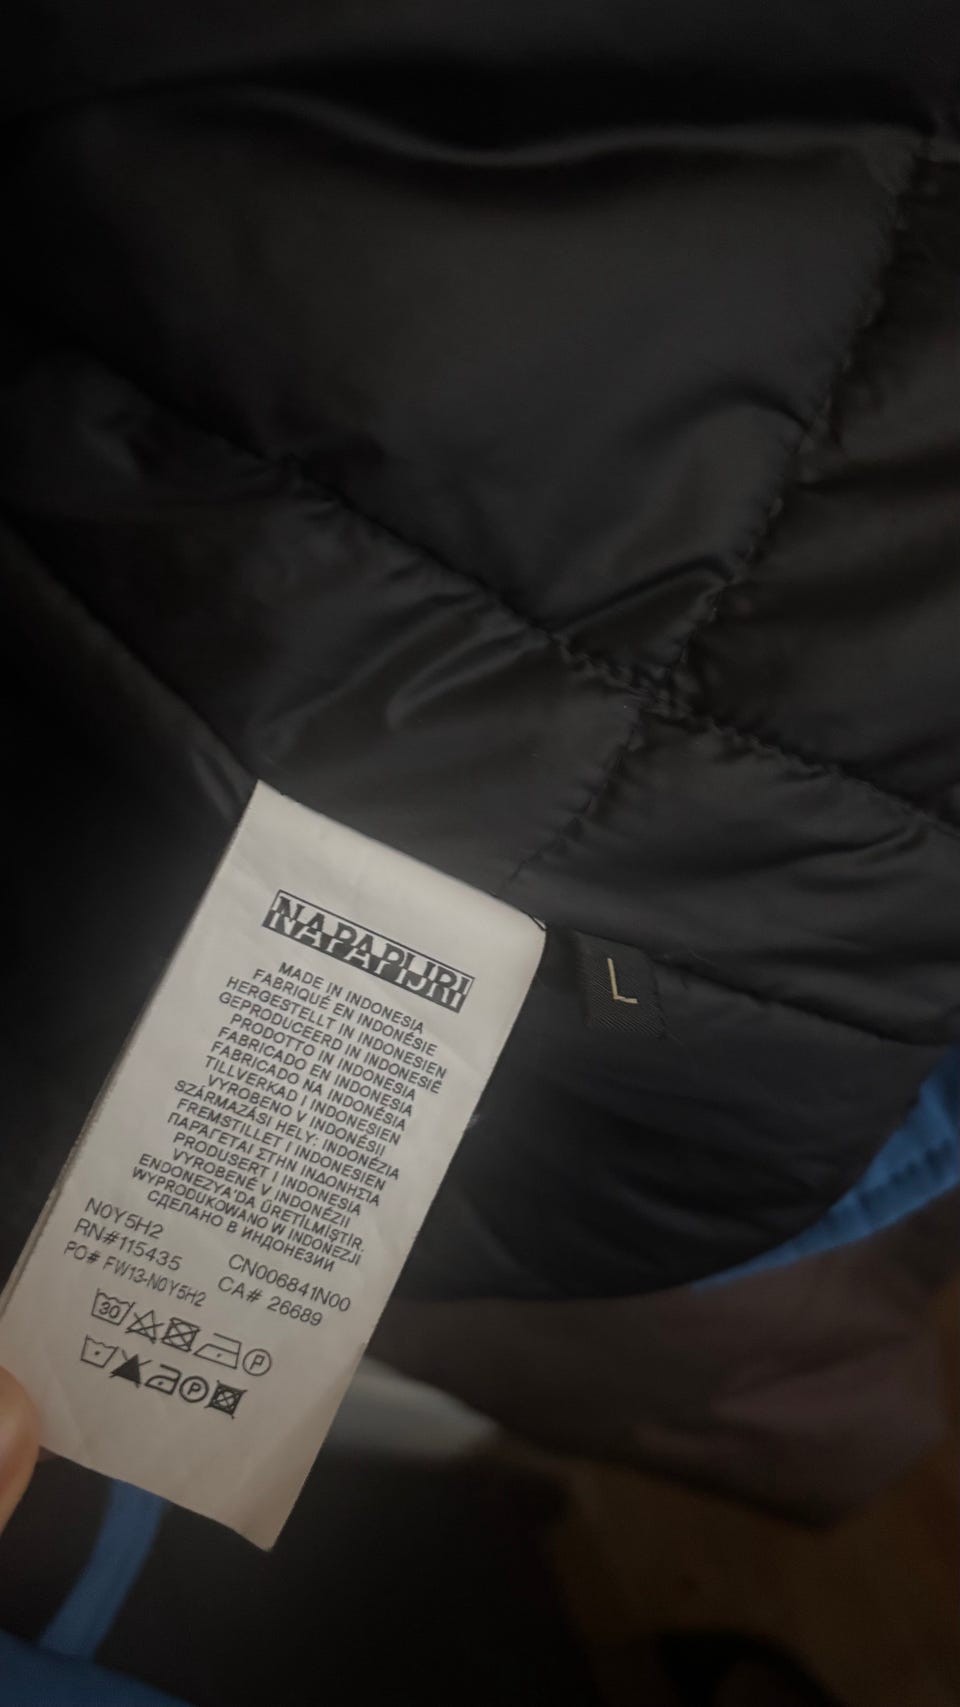 NAPAPIJRI
L
MADE IN INDONESIA
FABRIQUÉ EN INDONÉSIE
HERGESTELLT IN INDONESIEN
GEPRODUCEERD IN INDONESIË
PRODOTTO IN INDONESIA
FABRICADO EN INDONESIA
FABRICADO NA INDONÉSIA
TILLVERKAD I INDONESIEN
VYROBENO V INDONÉSII
SZÁRMAZÁSI HELY: INDONÉZIA
FREMSTILLET I INDONESIEN
ΠΑΡΑΓΕΤΑΙ ΣΤΗΝ ΙΝΔΟΝΗΣΙΑ
PRODUSERT I INDONESIA
VYROBENÉ V INDONÉZII
ENDONEZYA'DA ÜRETİLMİŞTİR.
WYPRODUKOWANO W INDONEZJI
СДЕЛАНО В ИНДОНЕЗИИ
N0Y5H2 CN006841N00
RN#115435 CA# 26689
PO# FW13-N0Y5H2
30 P
P